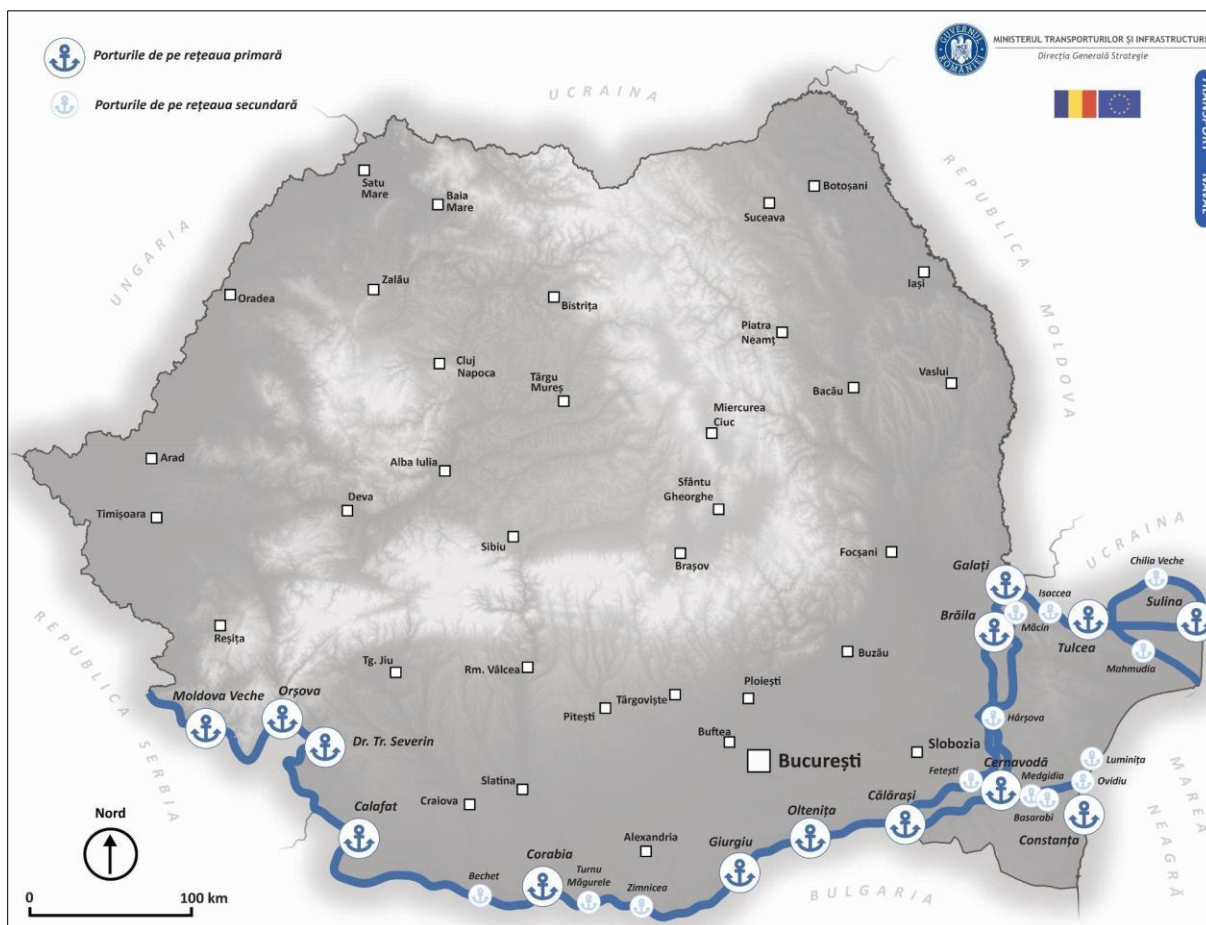 Porturile de pe rețeaua primară
Porturile de pe rețeaua secundară
GUVERNUL
ROMÂNIEI
MINISTERUL TRANSPORTURILOR ȘI INFRASTRUCTURII
Direcția Generală Strategie
TRANSPORT NAVAL
UCRAINA
REPUBLICA
MOLDOVA
UNGARIA
Satu
Mare
Baia
Mare
Botoșani
Suceava
Iași
Oradea
Zalău
Bistrița
Piatra
Neamț
Cluj
Napoca
Târgu
Mureș
Bacău
Vaslui
Miercurea
Ciuc
Arad
Alba Iulia
Sfântu
Gheorghe
Timișoara
Deva
Sibiu
Brașov
Focșani
UCRAINA
Galați
Isaccea
Chilia Veche
Sulina
Brăila
Măcin
Tulcea
Mahmudia
REPUBLICA
SERBIA
Reșița
Tg. Jiu
Rm. Vâlcea
Buzău
Moldova Veche
Orșova
Dr. Tr. Severin
Pitești
Târgoviște
Ploiești
Buftea
București
Slobozia
Hârșova
Luminița
Fetești
Cernavodă
Medgidia
Ovidiu
Basarabi
Constanța
MAREA
NEAGRĂ
Calafat
Craiova
Slatina
Alexandria
Giurgiu
Oltenița
Călărași
Bechet
Corabia
Turnu
Măgurele
Zimnicea
BULGARIA
Nord
0
100 km